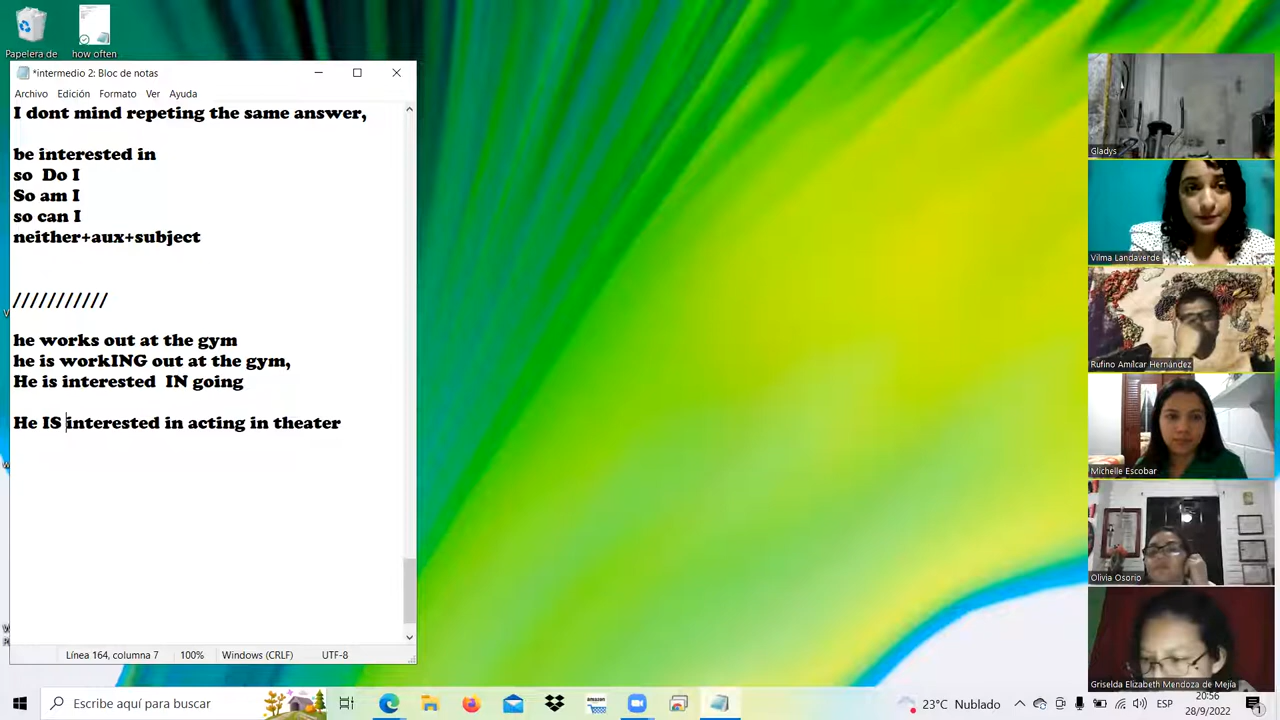 Papelera de
how often
*intermedio 2: Bloc de notas
Archivo Edición Formato Ver Ayuda
I dont mind repeting the same answer,
be interested in
so Do I
So am I
so can I
neither+aux+subject
///////////
he works out at the gym
he is workING out at the gym,
He is interested IN going
He IS interested in acting in theater
Línea 164, columna 7 100% Windows (CRLF) UTF-8
Gladys
Vilma Landaverde
Rufino Amílcar Hernández
Michelle Escobar
Olivia Osorio
Griselda Elizabeth Mendoza de Mejía
Escribe aquí para buscar
amazon
23°C Nublado
ESP
20:56
28/9/2022
1